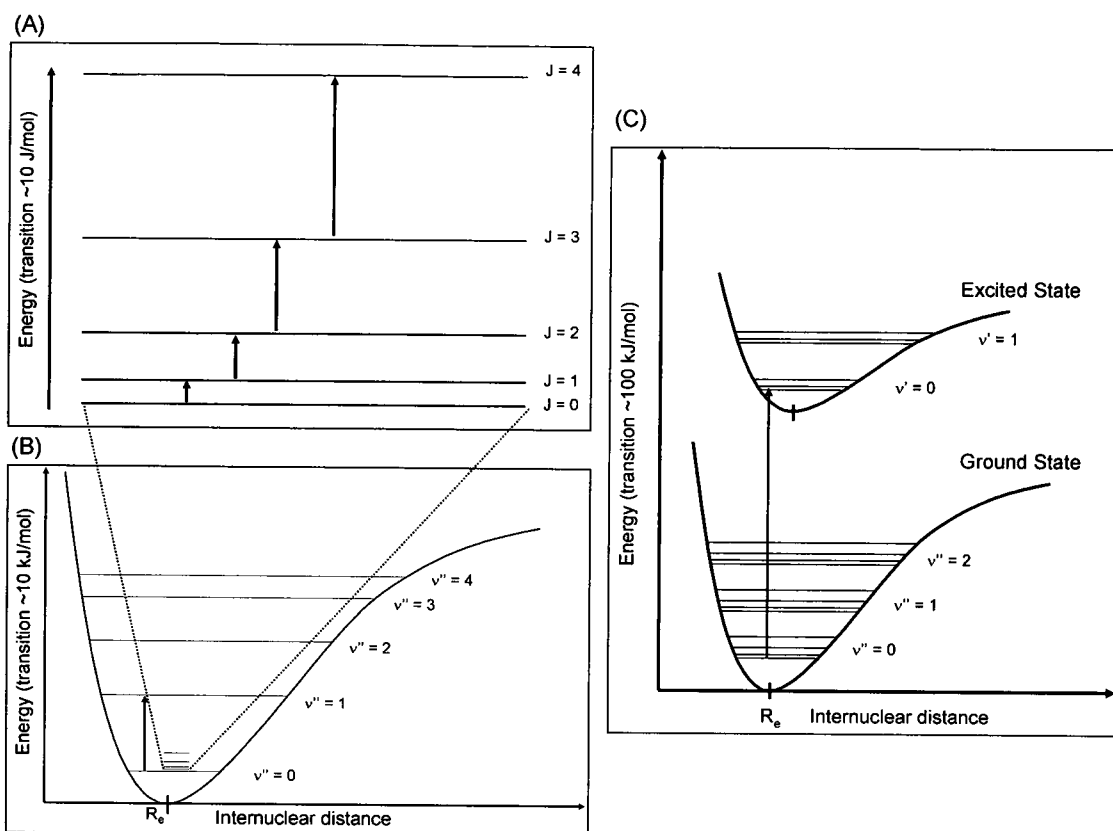 (A)
Energy (transition ~10 J/mol)
J = 4
J = 3
J = 2
J = 1
J = 0
(B)
Energy (transition ~10 kJ/mol)
ν" = 4
ν" = 3
ν" = 2
ν" = 1
ν" = 0
Rₑ
Internuclear distance
(C)
Energy (transition ~100 kJ/mol)
Excited State
ν' = 1
ν' = 0
Ground State
ν" = 2
ν" = 1
ν" = 0
Rₑ
Internuclear distance